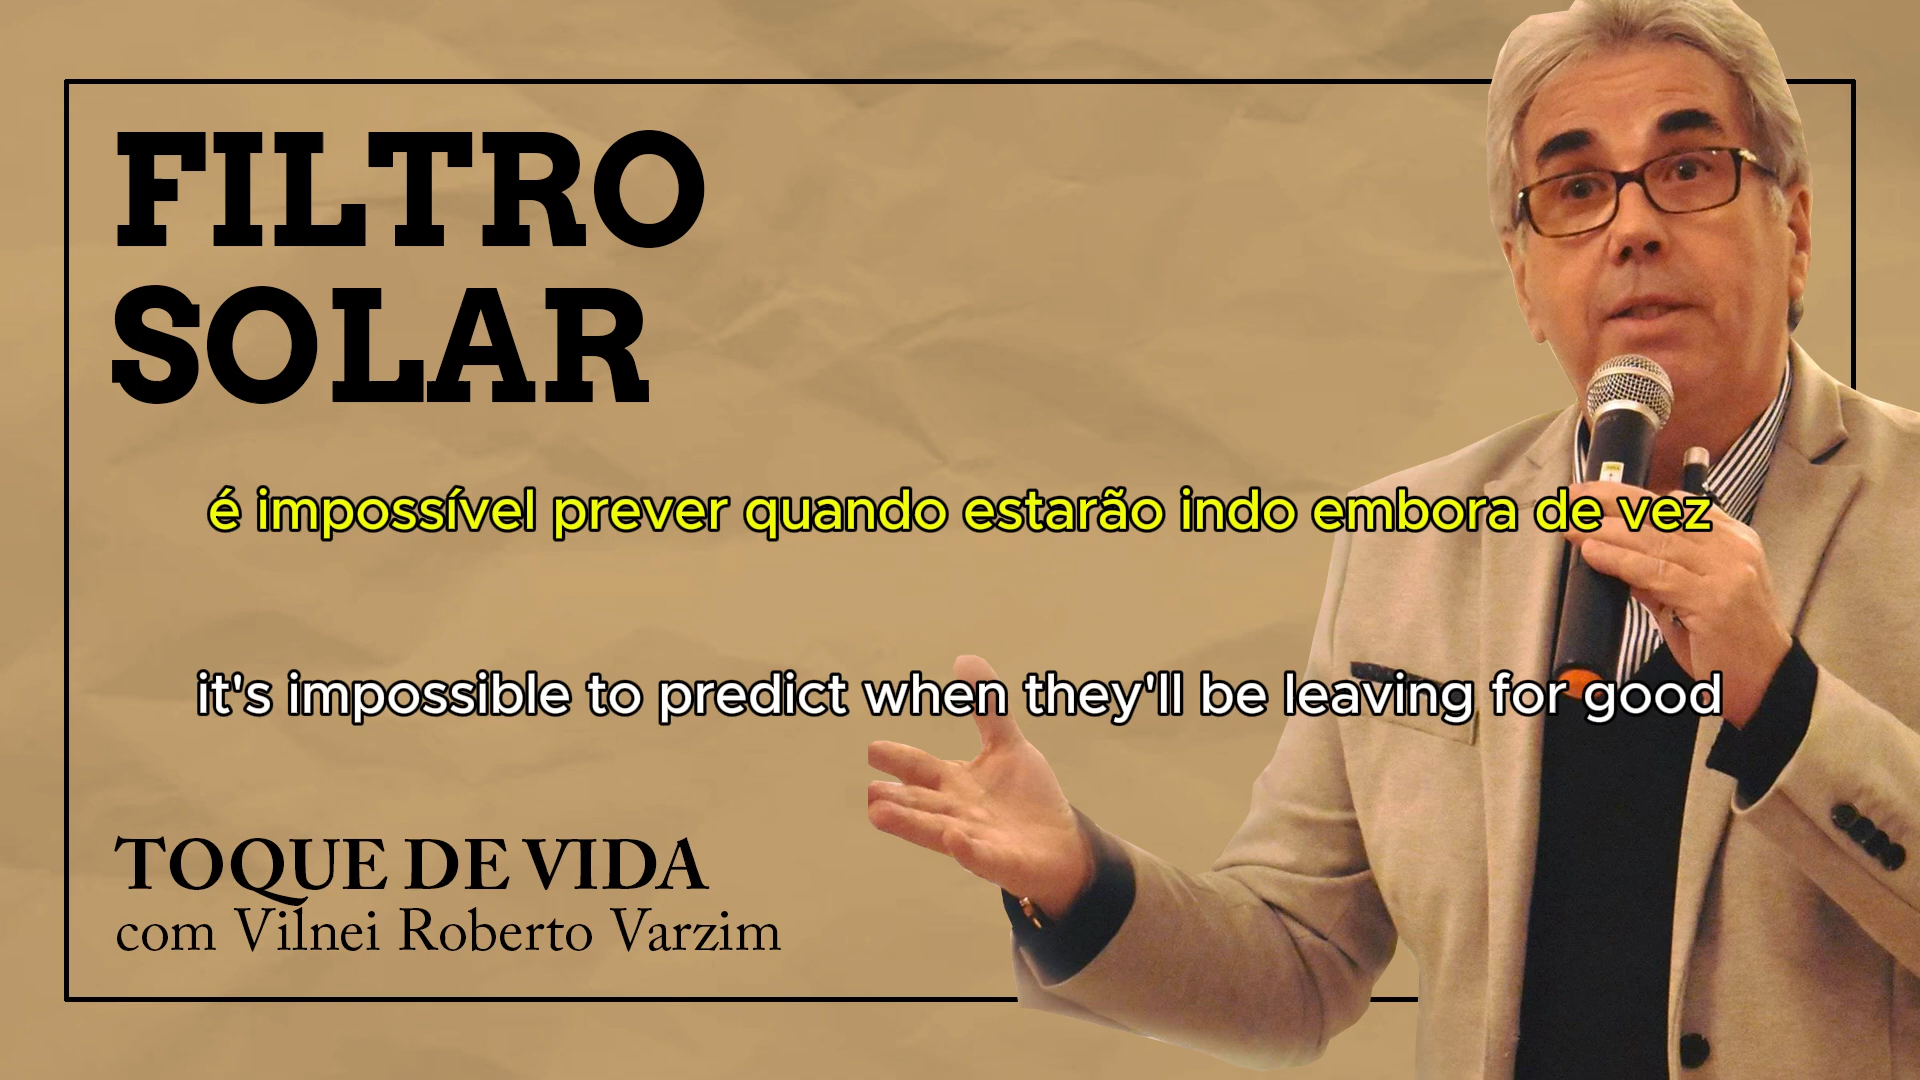 FILTRO
SOLAR
é impossível prever quando estarão indo embora de vez
it's impossible to predict when they'll be leaving for good
TOQUE DE VIDA
com Vilnei Roberto Varzim